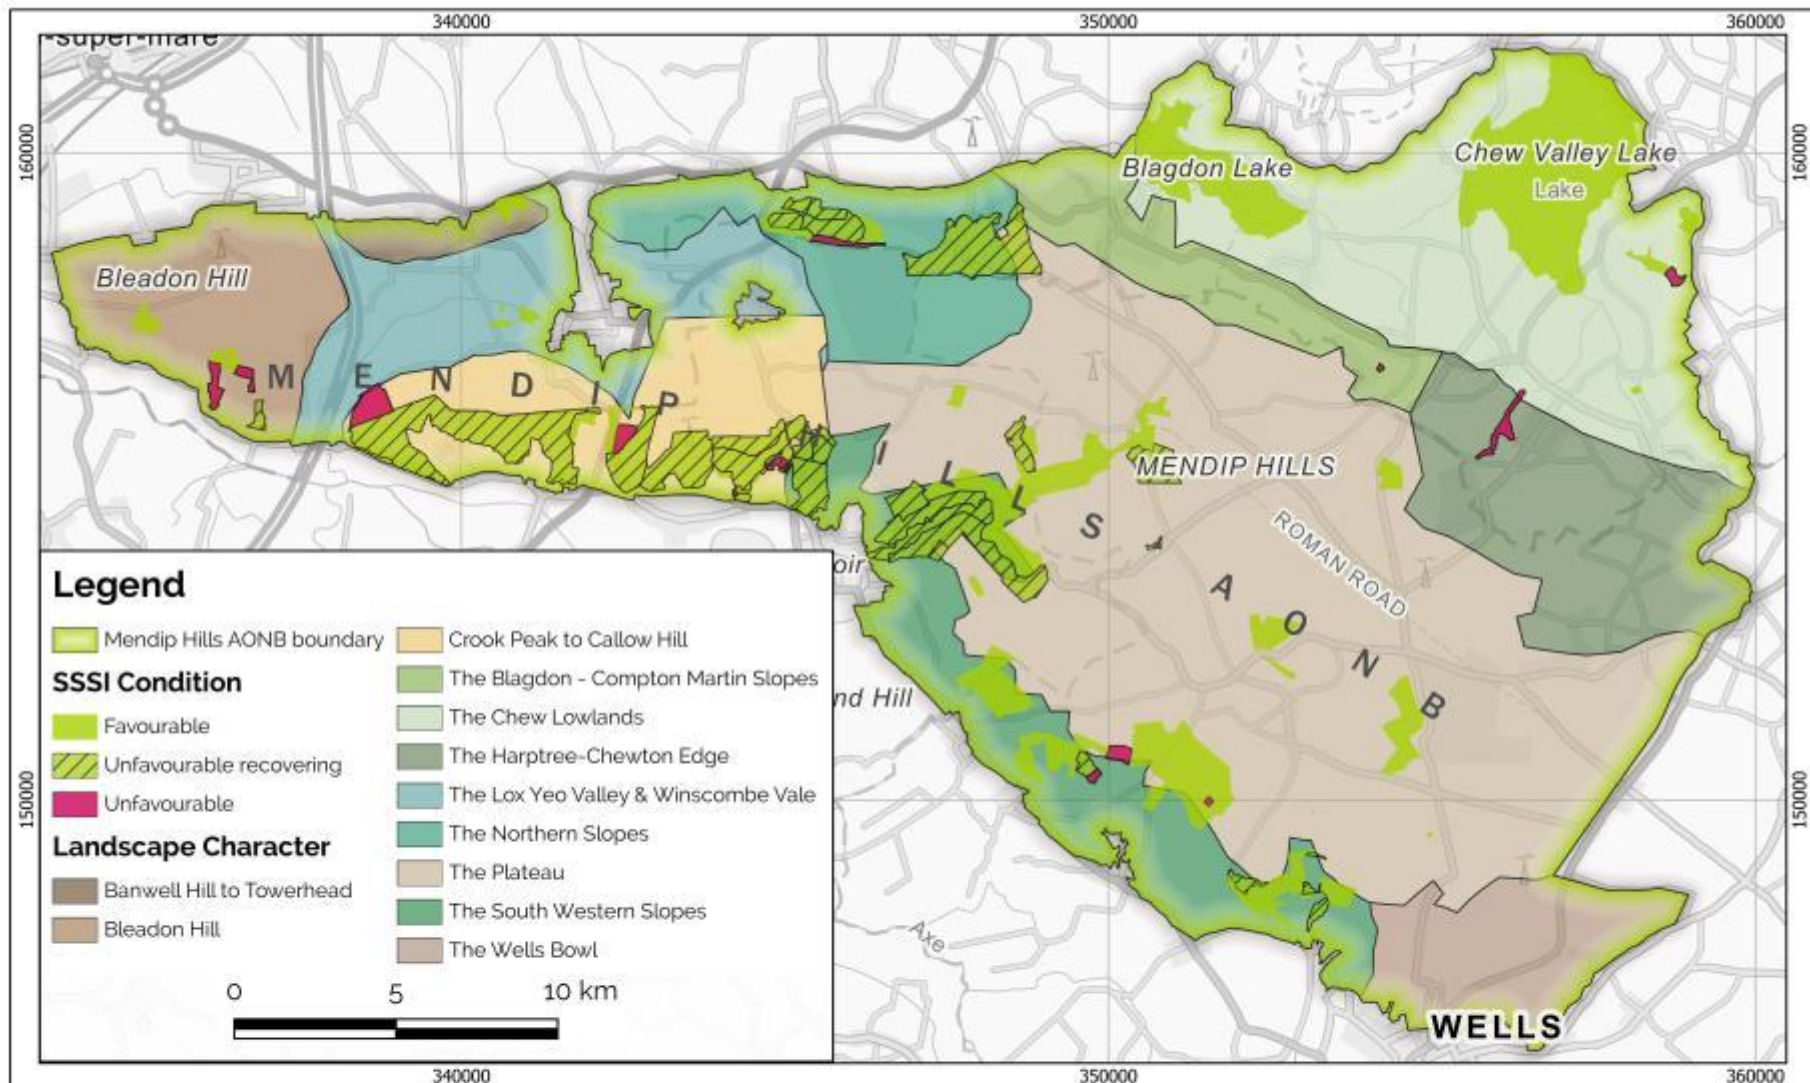 340000
350000
360000
-super-mare
160000
160000
Blagdon Lake
Chew Valley Lake
Lake
Bleadon Hill
MENDIP HILLS AONB
MENDIP HILLS
ROMAN ROAD
oir
nd Hill
Axe
WELLS
150000
150000
Legend
Mendip Hills AONB boundary
SSSI Condition
Favourable
Unfavourable recovering
Unfavourable
Landscape Character
Banwell Hill to Towerhead
Bleadon Hill
Crook Peak to Callow Hill
The Blagdon - Compton Martin Slopes
The Chew Lowlands
The Harptree-Chewton Edge
The Lox Yeo Valley & Winscombe Vale
The Northern Slopes
The Plateau
The South Western Slopes
The Wells Bowl
0 5 10 km
340000
350000
360000